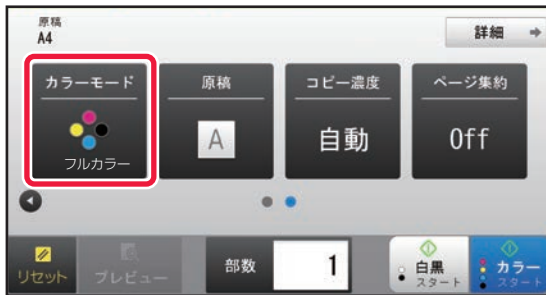 原稿
A4
詳細
カラーモード
原稿
コピー濃度
ページ集約
A
自動
Off
フルカラー
リセット
プレビュー
部数
1
白黒
スタート
カラー
スタート